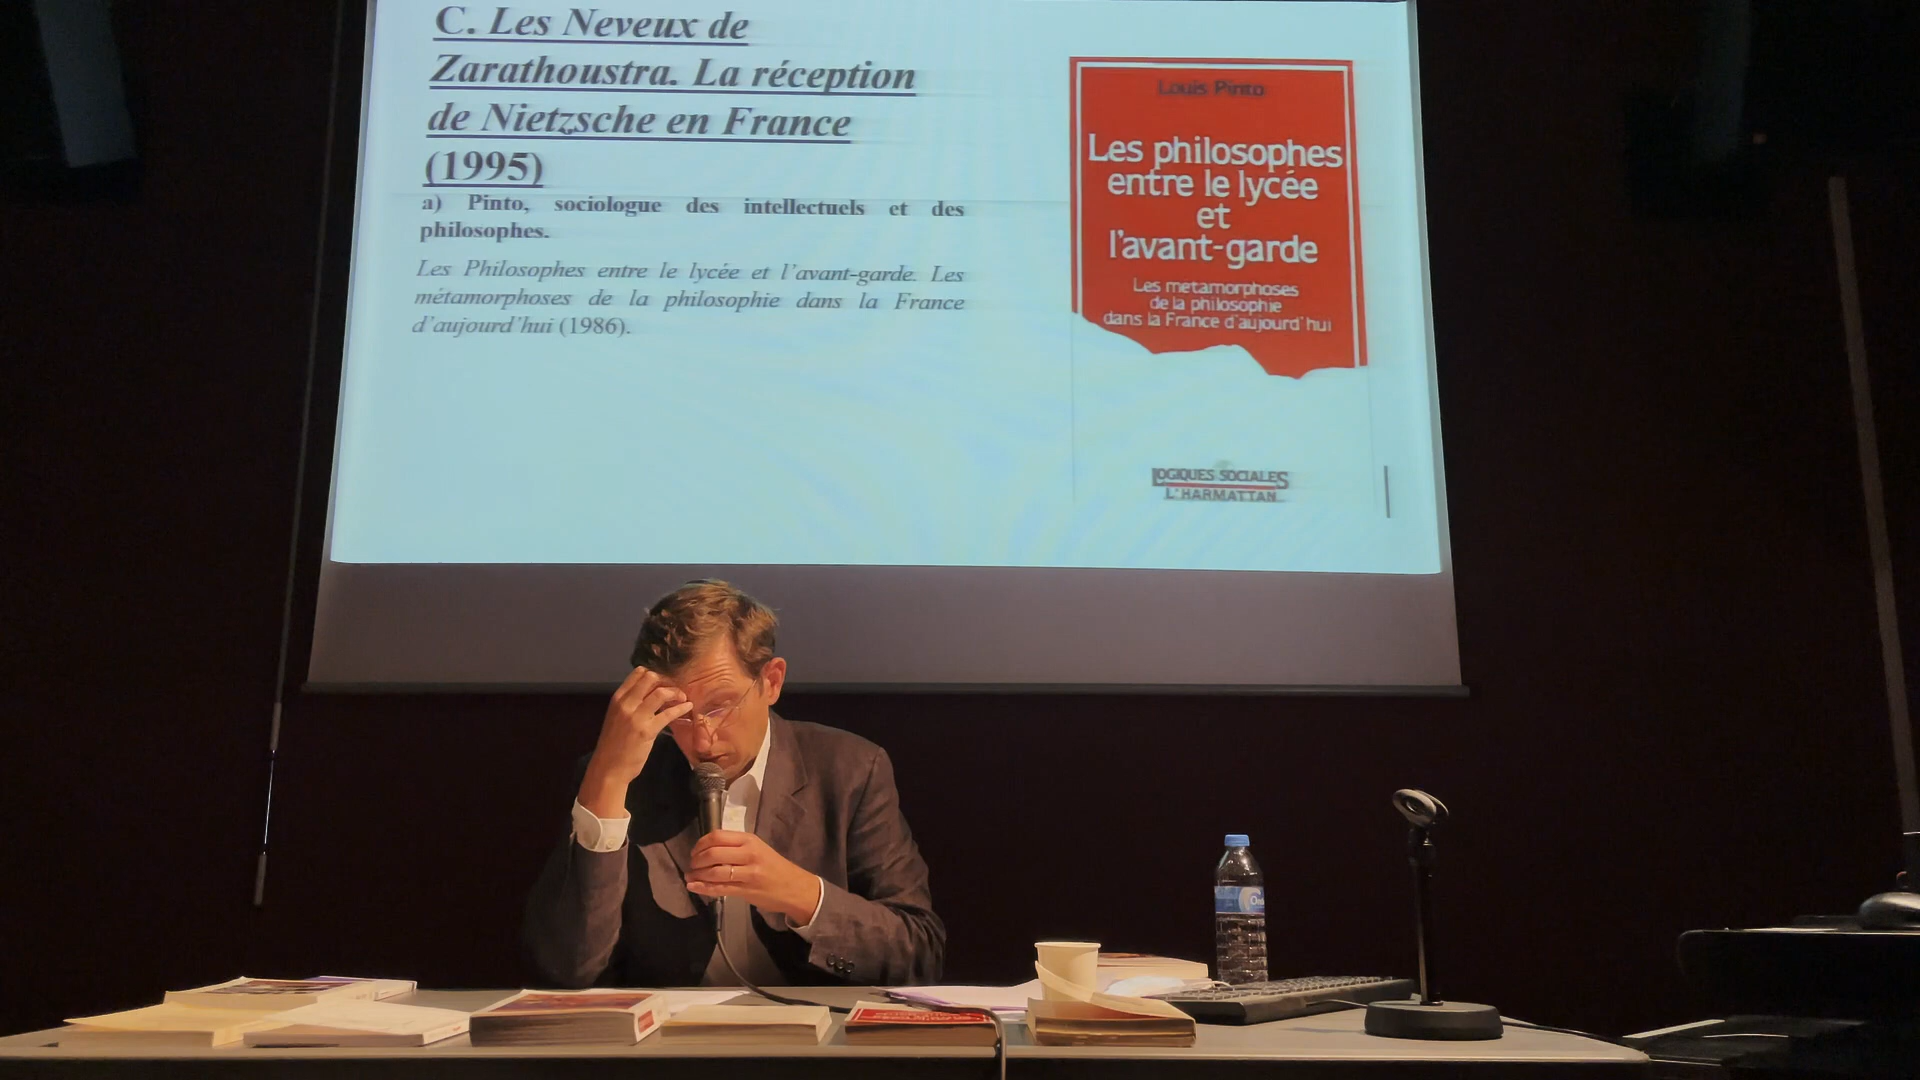 C. Les Neveux de
Zarathoustra. La réception
de Nietzsche en France
(1995)
a) Pinto, sociologue des intellectuels et des
philosophes.
Les Philosophes entre le lycée et l'avant-garde. Les
métamorphoses de la philosophie dans la France
d'aujourd'hui (1986).
Louis Pinto
Les philosophes
entre le lycée
et
l'avant-garde
Les metamorphoses
de la philosophie
dans la France d'aujourd'hui
LOGIQUES SOCIALES
L'HARMATTAN